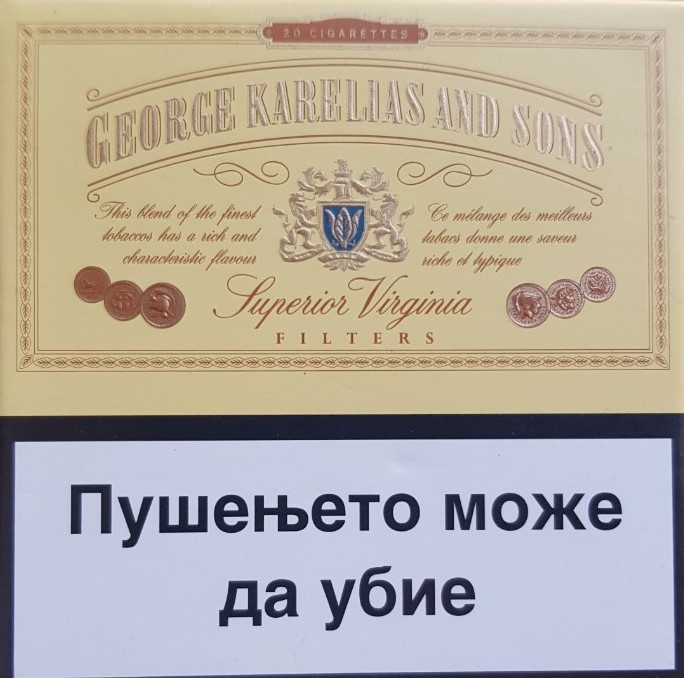 20 CIGARETTES
GEORGE KARELIAS AND SONS
This blend of the finest
tobaccos has a rich and
characteristic flavour
Ce mélange des meilleurs
tabacs donne une saveur
riche et typique
Superior Virginia
FILTERS
Пушењето може
да убие